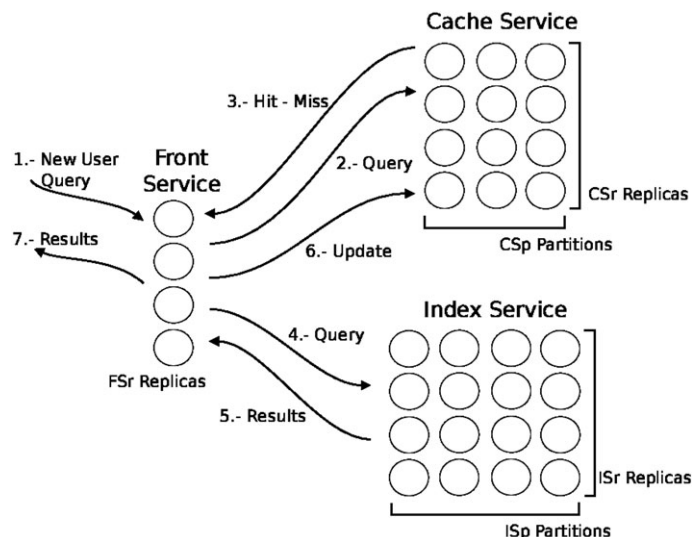 Cache Service
3.- Hit - Miss
1.- New User
Query
Front
Service
2.- Query
CSr Replicas
7.- Results
6.- Update
CSp Partitions
Index Service
4.- Query
FSr Replicas
5.- Results
ISr Replicas
ISp Partitions